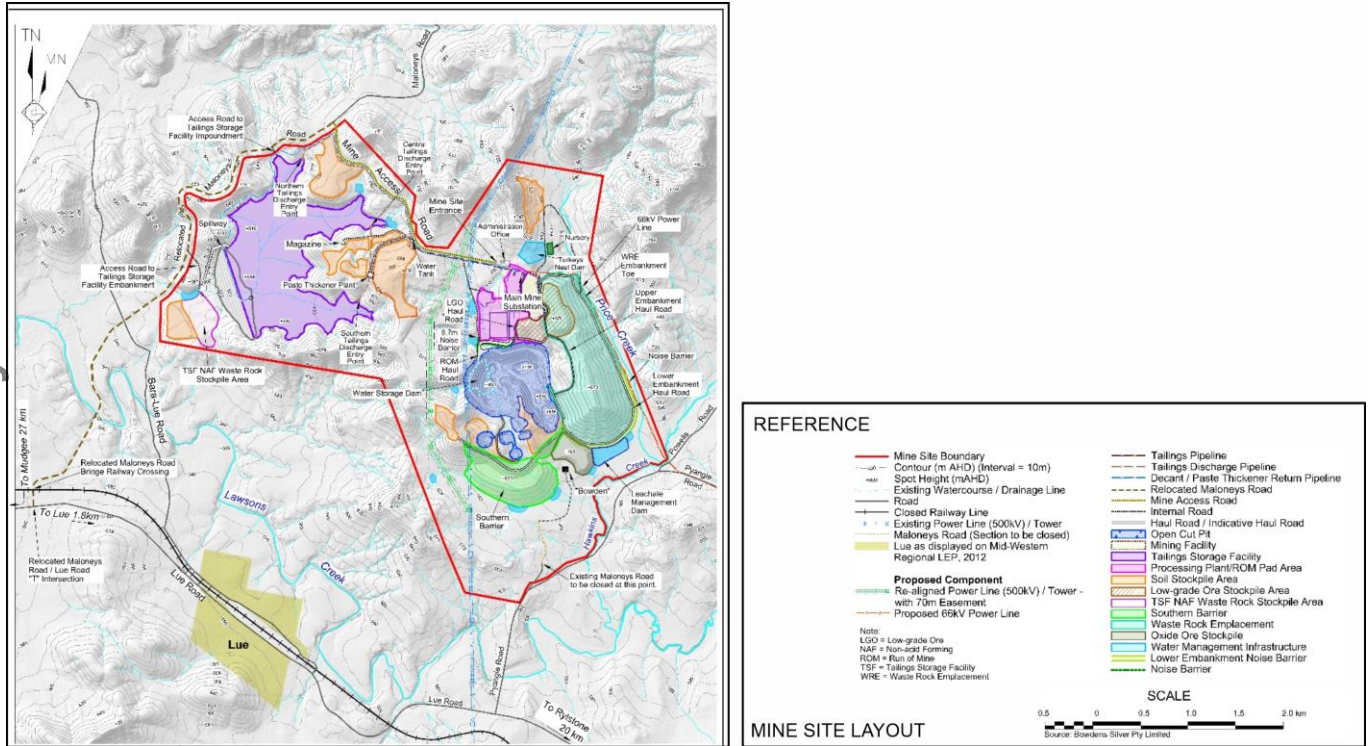 TN
MN
Maloneys Road
Access Road to
Tailings Storage
Facility Impoundment
Road
Maloneys
Relocated
Mine Access Road
Central
Tailings
Discharge
Entry
Point
Northern
Tailings
Discharge
Entry
Point
Mine Site
Entrance
Spillway
Magazine
Administration
Office
Nursery
66kV Power
Line
Turkeys
Nest Dam
WRE
Embankment
Toe
Access Road to
Tailings Storage
Facility Embankment
Paste Thickener Plant
Water
Tank
Main Mine
Substation
Upper
Embankment
Haul Road
LGO
Haul
Road
Price Creek
8.7m
Noise
Barrier
Noise Barrier
Southern
Tailings
Discharge
Entry
Point
ROM
Haul
Road
Lower
Embankment
Haul Road
TSF NAF Waste Rock
Stockpile Area
Water Storage Dam
Bara-Lue Road
To Mudgee 27 km
Powells Road
Pyangle
Road
Relocated Maloneys Road
Bridge Railway Crossing
"Bowden"
Leachate
Management
Dam
Hawkins Creek
Lawsons
Creek
To Lue 1.8km
Southern
Barrier
Relocated Maloneys
Road / Lue Road
"T" Intersection
Existing Maloneys Road
to be closed at this point.
Lue Road
Lue
Pyangle Road
Lue Road
To Rylstone
20 km
REFERENCE
Mine Site Boundary
Contour (m AHD) (Interval = 10m)
Spot Height (mAHD)
Existing Watercourse / Drainage Line
Road
Closed Railway Line
Existing Power Line (500kV) / Tower
Maloneys Road (Section to be closed)
Lue as displayed on Mid-Western
Regional LEP, 2012
Proposed Component
Re-aligned Power Line (500kV) / Tower -
with 70m Easement
Proposed 66kV Power Line
Note:
LGO = Low-grade Ore
NAF = Non-acid Forming
ROM = Run of Mine
TSF = Tailings Storage Facility
WRE = Waste Rock Emplacement
Tailings Pipeline
Tailings Discharge Pipeline
Decant / Paste Thickener Return Pipeline
Relocated Maloneys Road
Mine Access Road
Internal Road
Haul Road / Indicative Haul Road
Open Cut Pit
Mining Facility
Tailings Storage Facility
Processing Plant/ROM Pad Area
Soil Stockpile Area
Low-grade Ore Stockpile Area
TSF NAF Waste Rock Stockpile Area
Southern Barrier
Waste Rock Emplacement
Oxide Ore Stockpile
Water Management Infrastructure
Lower Embankment Noise Barrier
Noise Barrier
SCALE
0.5 0 0.5 1.0 1.5 2.0 km
Source: Bowdens Silver Pty Limited
MINE SITE LAYOUT